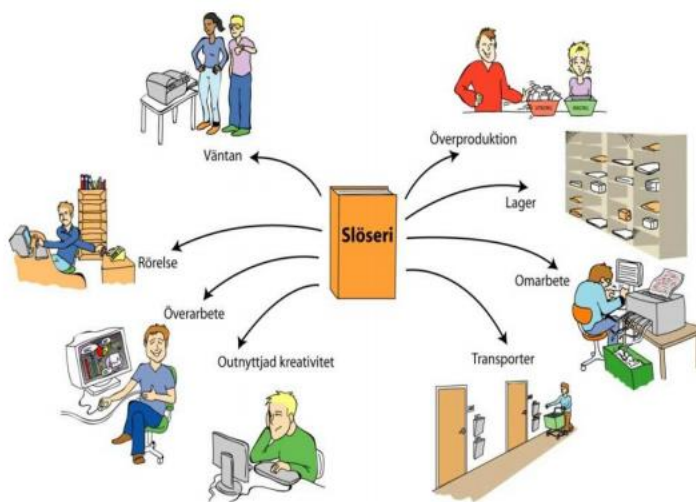 Väntan
Överproduktion
Lager
Slöseri
Rörelse
Omarbete
Överarbete
Outnyttjad kreativitet
Transporter